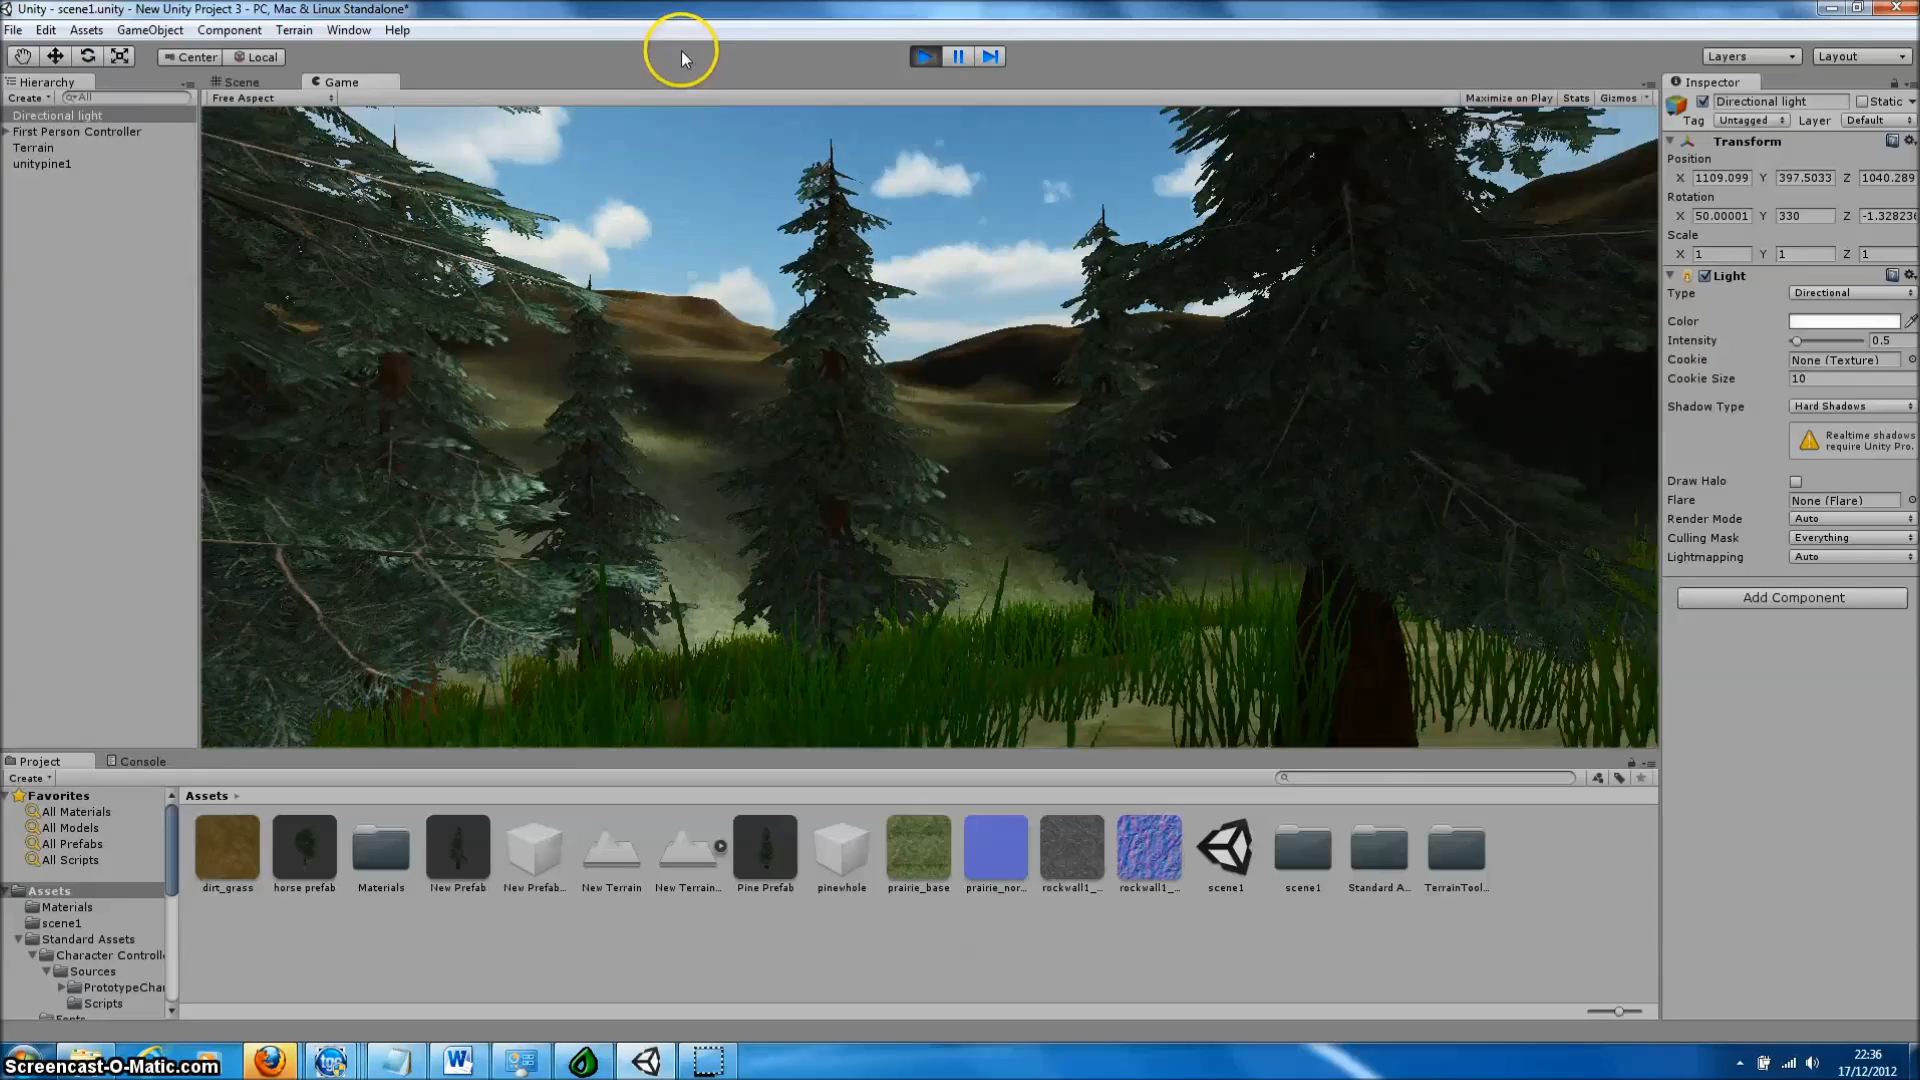 Unity - scene1.unity - New Unity Project 3 - PC, Mac & Linux Standalone*
File Edit Assets GameObject Component Terrain Window Help
Center Local
Layers
Layout
Hierarchy
Create All
Directional light
First Person Controller
Terrain
unitypine1
Scene Game
Free Aspect
Maximize on Play Stats Gizmos
Inspector
Directional light Static
Tag Untagged Layer Default
Transform
Position
X 1109.099 Y 397.5033 Z 1040.289
Rotation
X 50.00001 Y 330 Z -1.328236
Scale
X 1 Y 1 Z 1
Light
Type Directional
Color
Intensity 0.5
Cookie None (Texture)
Cookie Size 10
Shadow Type Hard Shadows
Realtime shadows
require Unity Pro.
Draw Halo
Flare None (Flare)
Render Mode Auto
Culling Mask Everything
Lightmapping Auto
Add Component
Project Console
Create
Favorites
All Materials
All Models
All Prefabs
All Scripts
Assets
Materials
scene1
Standard Assets
Character Controll
Sources
PrototypeChar
Scripts
Assets
dirt_grass horse prefab Materials New Prefab New Prefab... New Terrain New Terrain... Pine Prefab pinewhole prairie_base prairie_nor... rockwall1_... rockwall1_... scene1 scene1 Standard A... TerrainTool...
Screencast-O-Matic.com
tgc
W
22:36
17/12/2012